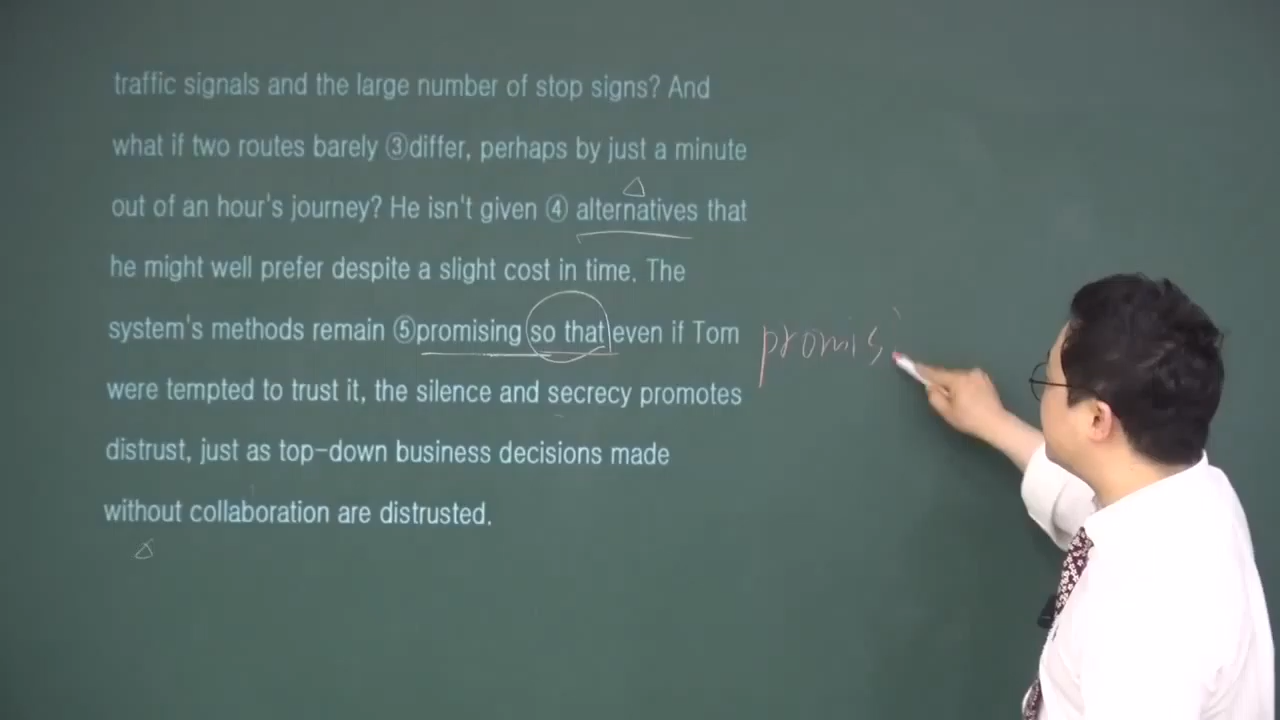 traffic signals and the large number of stop signs? And
what if two routes barely ③differ, perhaps by just a minute
out of an hour's journey? He isn't given ④ alternatives that
he might well prefer despite a slight cost in time. The
system's methods remain ⑤promising so that even if Tom
promisi
were tempted to trust it, the silence and secrecy promotes
distrust, just as top-down business decisions made
without collaboration are distrusted.